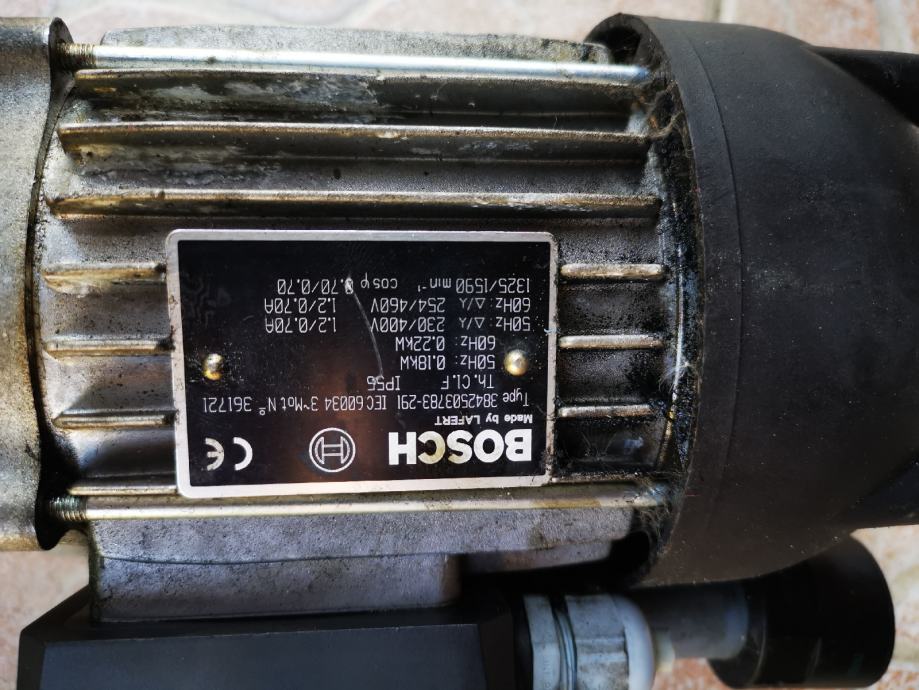 BOSCH
Made by LAFERT
CE
Type 3842503783-291 IEC 60034 3~Mot N° 361721
Th. Cl. F IP55
50Hz: 0.18kW
60Hz: 0.22kW
50Hz: Δ/⅄ 230/400V 1.2/0.70A
60Hz: Δ/⅄ 254/460V 1.2/0.70A
1325/1590 min⁻¹ cos φ 0.70/0.70